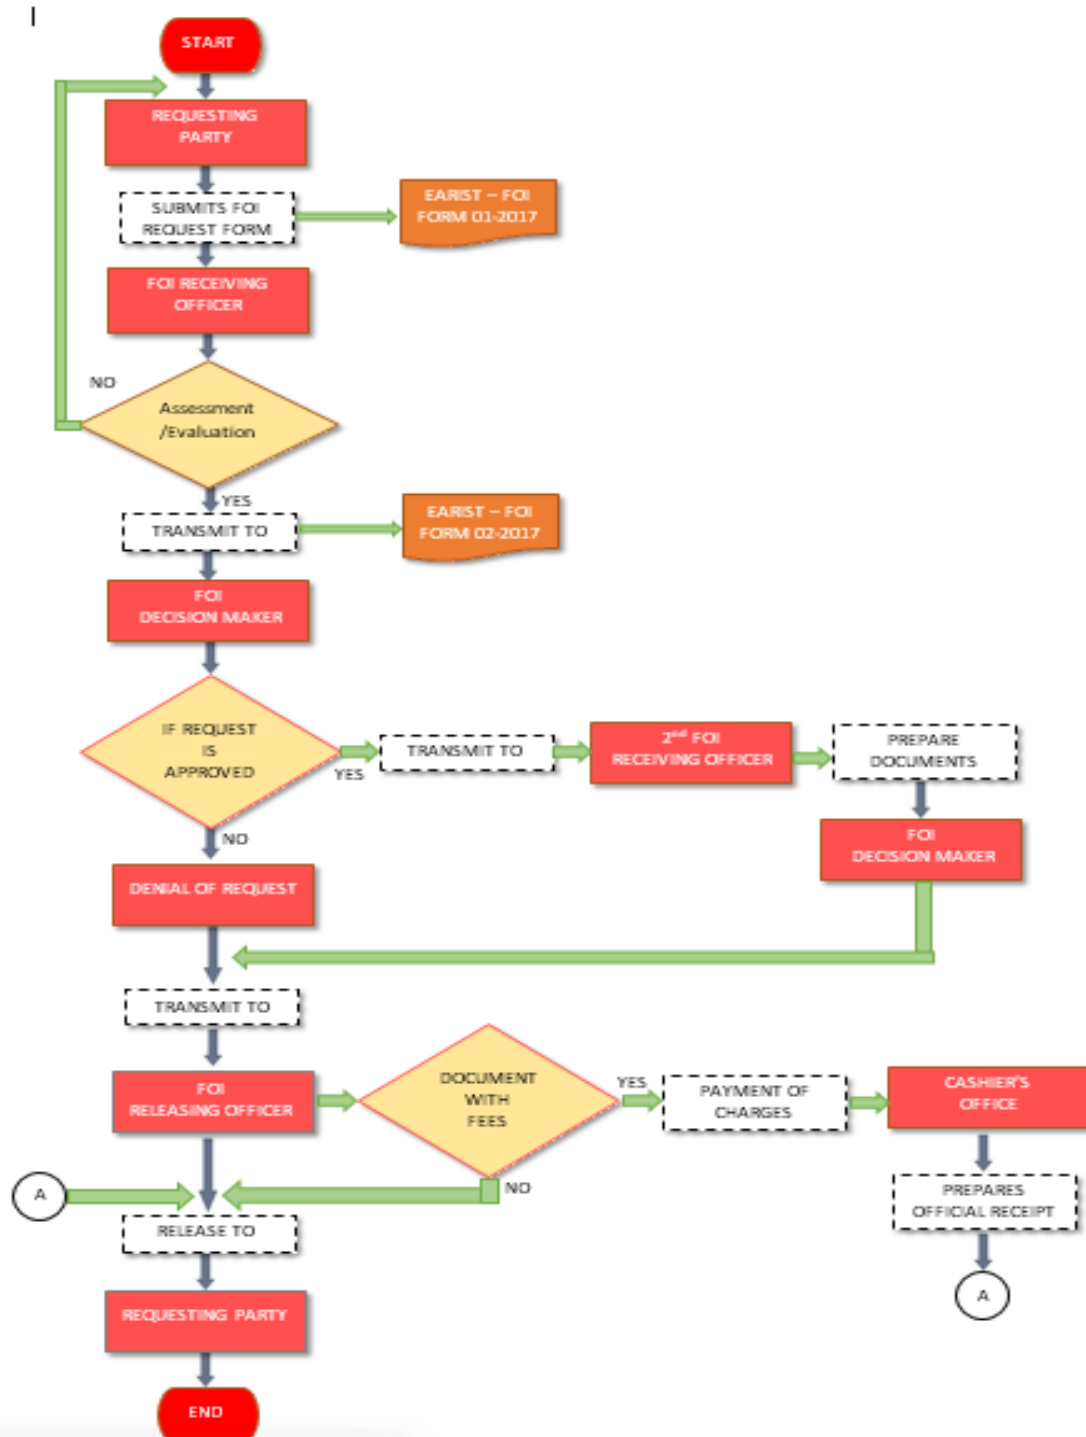 I
START
REQUESTING
PARTY
SUBMITS FOI
REQUEST FORM
EARIST – FOI
FORM 01-2017
FOI RECEIVING
OFFICER
NO
Assessment
/Evaluation
YES
TRANSMIT TO
EARIST – FOI
FORM 02-2017
FOI
DECISION MAKER
IF REQUEST
IS
APPROVED
YES
TRANSMIT TO
2nd FOI
RECEIVING OFFICER
PREPARE
DOCUMENTS
FOI
DECISION MAKER
NO
DENIAL OF REQUEST
TRANSMIT TO
FOI
RELEASING OFFICER
DOCUMENT
WITH
FEES
YES
PAYMENT OF
CHARGES
CASHIER'S
OFFICE
NO
PREPARES
OFFICIAL RECEIPT
A
A
RELEASE TO
REQUESTING PARTY
END